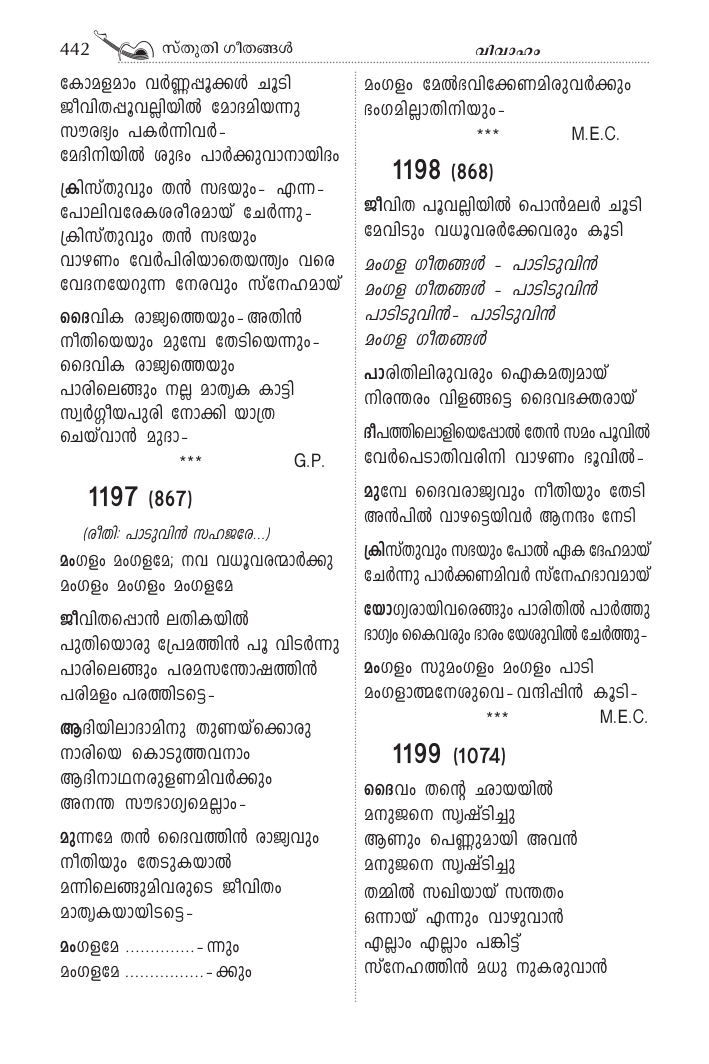 442 സ്തുതി ഗീതങ്ങൾ വിവാഹം
കോമളമാം വർണ്ണപ്പൂക്കൾ ചൂടി
ജീവിതപ്പൂവല്ലിയിൽ മോദമിയന്നു
സൗരഭ്യം പകർന്നിവർ-
മേദിനിയിൽ ശുഭം പാർക്കുവാനായിദം
ക്രിസ്തുവും തൻ സഭയും- എന്ന-
പോലിവരേകശരീരമായ് ചേർന്നു-
ക്രിസ്തുവും തൻ സഭയും
വാഴണം വേർപിരിയാതെയന്ത്യം വരെ
വേദനയേറുന്ന നേരവും സ്നേഹമായ്
ദൈവിക രാജ്യത്തെയും-അതിൻ
നീതിയെയും മുമ്പേ തേടിയെന്നും-
ദൈവിക രാജ്യത്തെയും
പാരിലെങ്ങും നല്ല മാതൃക കാട്ടി
സ്വർഗ്ഗീയപുരി നോക്കി യാത്ര
ചെയ്‌വാൻ മുദാ-
*** G.P.
1197 (867)
(രീതി: പാടുവിൻ സഹജരേ...)
മംഗളം മംഗളമേ; നവ വധൂവരന്മാർക്കു
മംഗളം മംഗളം മംഗളമേ
ജീവിതപ്പൊൻ ലതികയിൽ
പുതിയൊരു പ്രേമത്തിൻ പൂ വിടർന്നു
പാരിലെങ്ങും പരമസന്തോഷത്തിൻ
പരിമളം പരത്തിടട്ടെ-
ആദിയിലാദാമിനു തുണയ്ക്കൊരു
നാരിയെ കൊടുത്തവനാം
ആദിനാഥനരുളണമിവർക്കും
അനന്ത സൗഭാഗ്യമെല്ലാം-
മുന്നമേ തൻ ദൈവത്തിൻ രാജ്യവും
നീതിയും തേടുകയാൽ
മന്നിലെങ്ങുമിവരുടെ ജീവിതം
മാതൃകയായിടട്ടെ-
മംഗളമേ ..............-ന്നും
മംഗളമേ ................-ക്കും
മംഗളം മേൽഭവിക്കേണമിരുവർക്കും
ഭംഗമില്ലാതിനിയും-
*** M.E.C.
1198 (868)
ജീവിത പൂവല്ലിയിൽ പൊൻമലർ ചൂടി
മേവിടും വധൂവരർക്കേവരും കൂടി
മംഗള ഗീതങ്ങൾ - പാടിടുവിൻ
മംഗള ഗീതങ്ങൾ - പാടിടുവിൻ
പാടിടുവിൻ- പാടിടുവിൻ
മംഗള ഗീതങ്ങൾ
പാരിതിലിരുവരും ഐകമത്യമായ്
നിരന്തരം വിളങ്ങട്ടെ ദൈവഭക്തരായ്
ദീപത്തിലൊളിയെപ്പോൽ തേൻ സമം പൂവിൽ
വേർപെടാതിവരിനി വാഴണം ഭൂവിൽ-
മുമ്പേ ദൈവരാജ്യവും നീതിയും തേടി
അൻപിൽ വാഴട്ടെയിവർ ആനന്ദം നേടി
ക്രിസ്തുവും സഭയും പോൽ ഏക ദേഹമായ്
ചേർന്നു പാർക്കണമിവർ സ്നേഹഭാവമായ്
യോഗ്യരായിവരെങ്ങും പാരിതിൽ പാർത്തു
ഭാഗ്യം കൈവരും ഭാരം യേശുവിൽ ചേർത്തു-
മംഗളം സുമംഗളം മംഗളം പാടി
മംഗളാത്മനേശുവെ-വന്ദിപ്പിൻ കൂടി-
*** M.E.C.
1199 (1074)
ദൈവം തന്റെ ഛായയിൽ
മനുജനെ സൃഷ്ടിച്ചു
ആണും പെണ്ണുമായി അവൻ
മനുജനെ സൃഷ്ടിച്ചു
തമ്മിൽ സഖിയായ് സന്തതം
ഒന്നായ് എന്നും വാഴുവാൻ
എല്ലാം എല്ലാം പങ്കിട്ട്
സ്നേഹത്തിൻ മധു നുകരുവാൻ